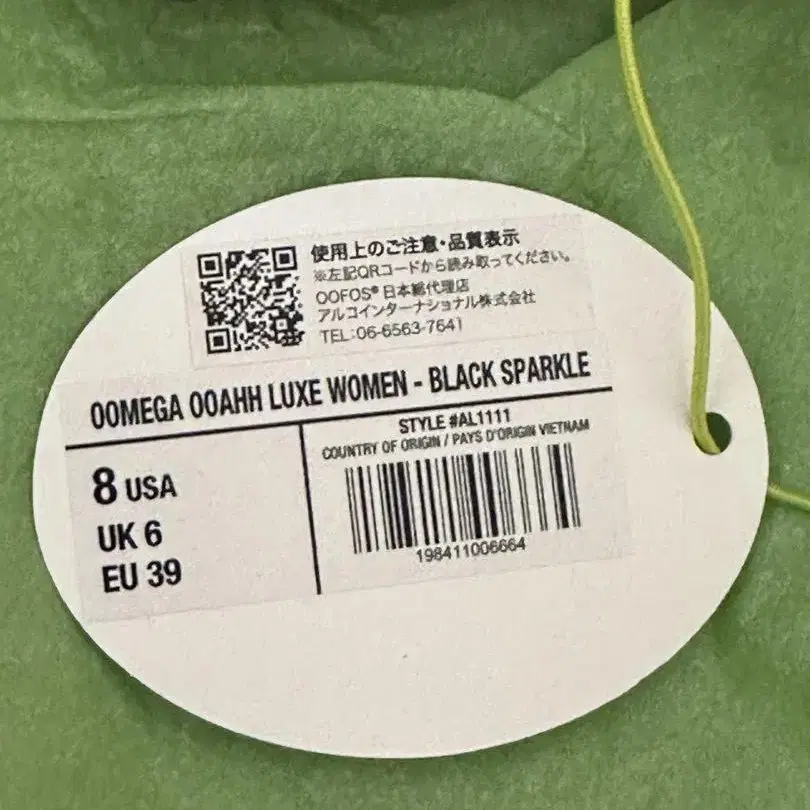 使用上のご注意・品質表示
※左記QRコードから読み取ってください。
OOFOS® 日本総代理店
アルコインターナショナル株式会社
TEL:06-6563-7641
OOMEGA OOAHH LUXE WOMEN - BLACK SPARKLE
8 USA
UK 6
EU 39
STYLE #AL1111
COUNTRY OF ORIGIN / PAYS D'ORIGIN VIETNAM
198411006664